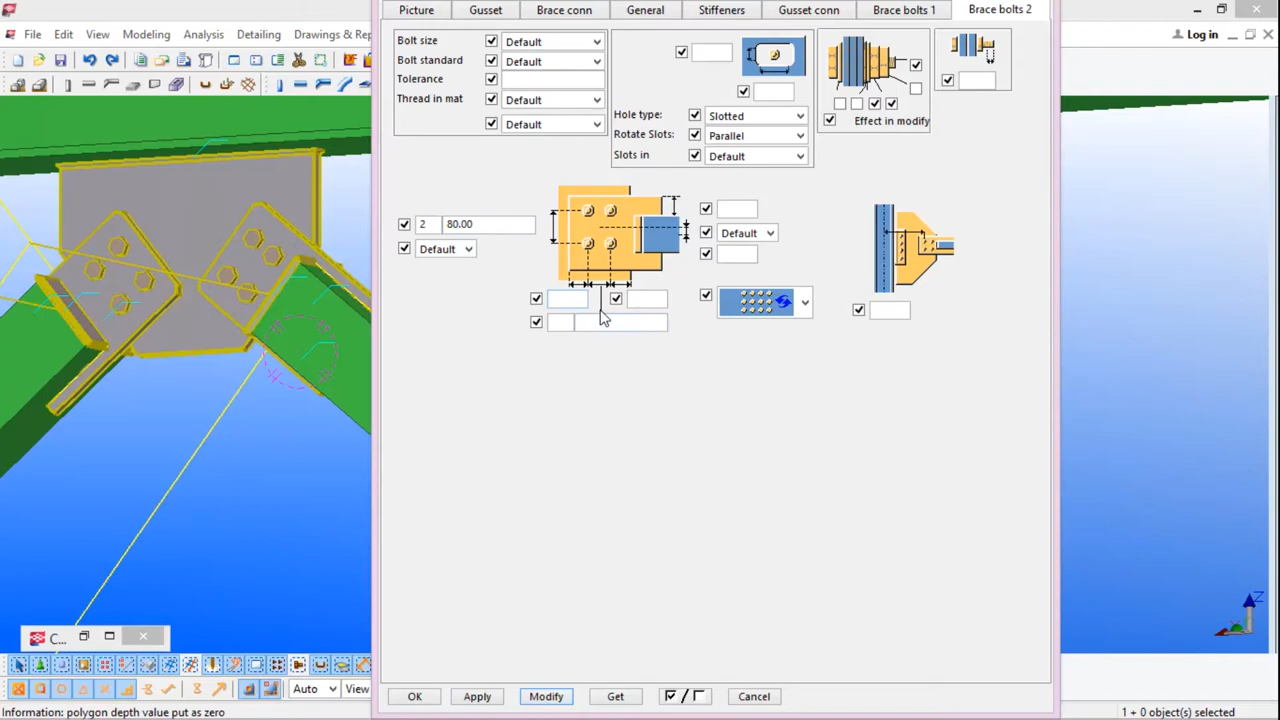 Picture Gusset Brace conn General Stiffeners Gusset conn Brace bolts 1 Brace bolts 2
File Edit View Modeling Analysis Detailing Drawings & Rep
Log in
Bolt size Default
Bolt standard Default
Tolerance
Thread in mat Default
Default
Hole type: Slotted
Rotate Slots: Parallel
Slots in Default
Effect in modify
2 80.00
Default
Default
C...
Z
Auto View
OK Apply Modify Get / Cancel
Information: polygon depth value put as zero
1 + 0 object(s) selected